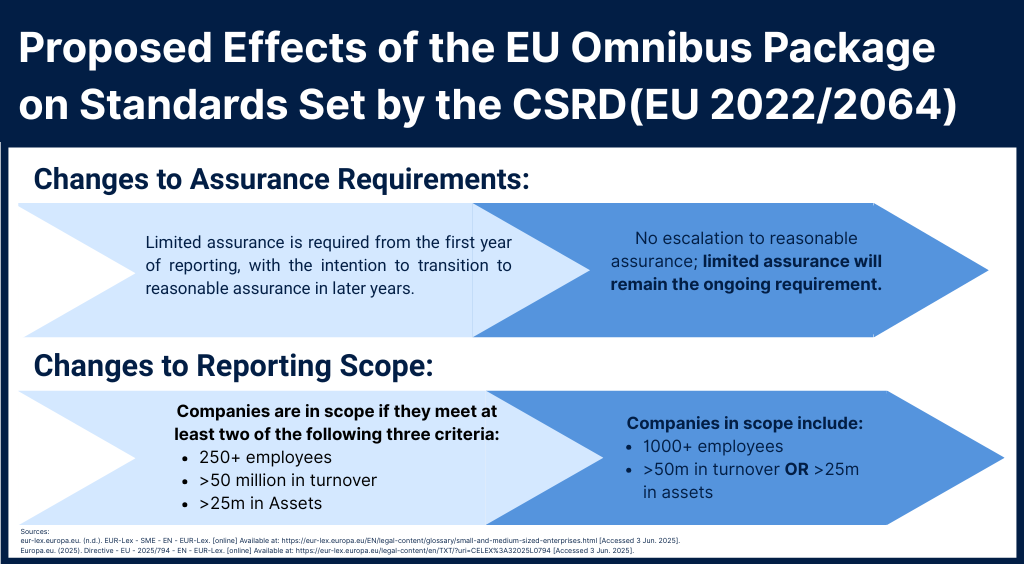 Proposed Effects of the EU Omnibus Package
on Standards Set by the CSRD(EU 2022/2064)
Changes to Assurance Requirements:
Limited assurance is required from the first year
of reporting, with the intention to transition to
reasonable assurance in later years.
No escalation to reasonable
assurance; limited assurance will
remain the ongoing requirement.
Changes to Reporting Scope:
Companies are in scope if they meet at
least two of the following three criteria:
• 250+ employees
• >50 million in turnover
• >25m in Assets
Companies in scope include:
• 1000+ employees
• >50m in turnover OR >25m
in assets
Sources:
eur-lex.europa.eu. (n.d.). EUR-Lex - SME - EN - EUR-Lex. [online] Available at: https://eur-lex.europa.eu/EN/legal-content/glossary/small-and-medium-sized-enterprises.html [Accessed 3 Jun. 2025].
Europa.eu. (2025). Directive - EU - 2025/794 - EN - EUR-Lex. [online] Available at: https://eur-lex.europa.eu/legal-content/en/TXT/?uri=CELEX%3A32025L0794 [Accessed 3 Jun. 2025].